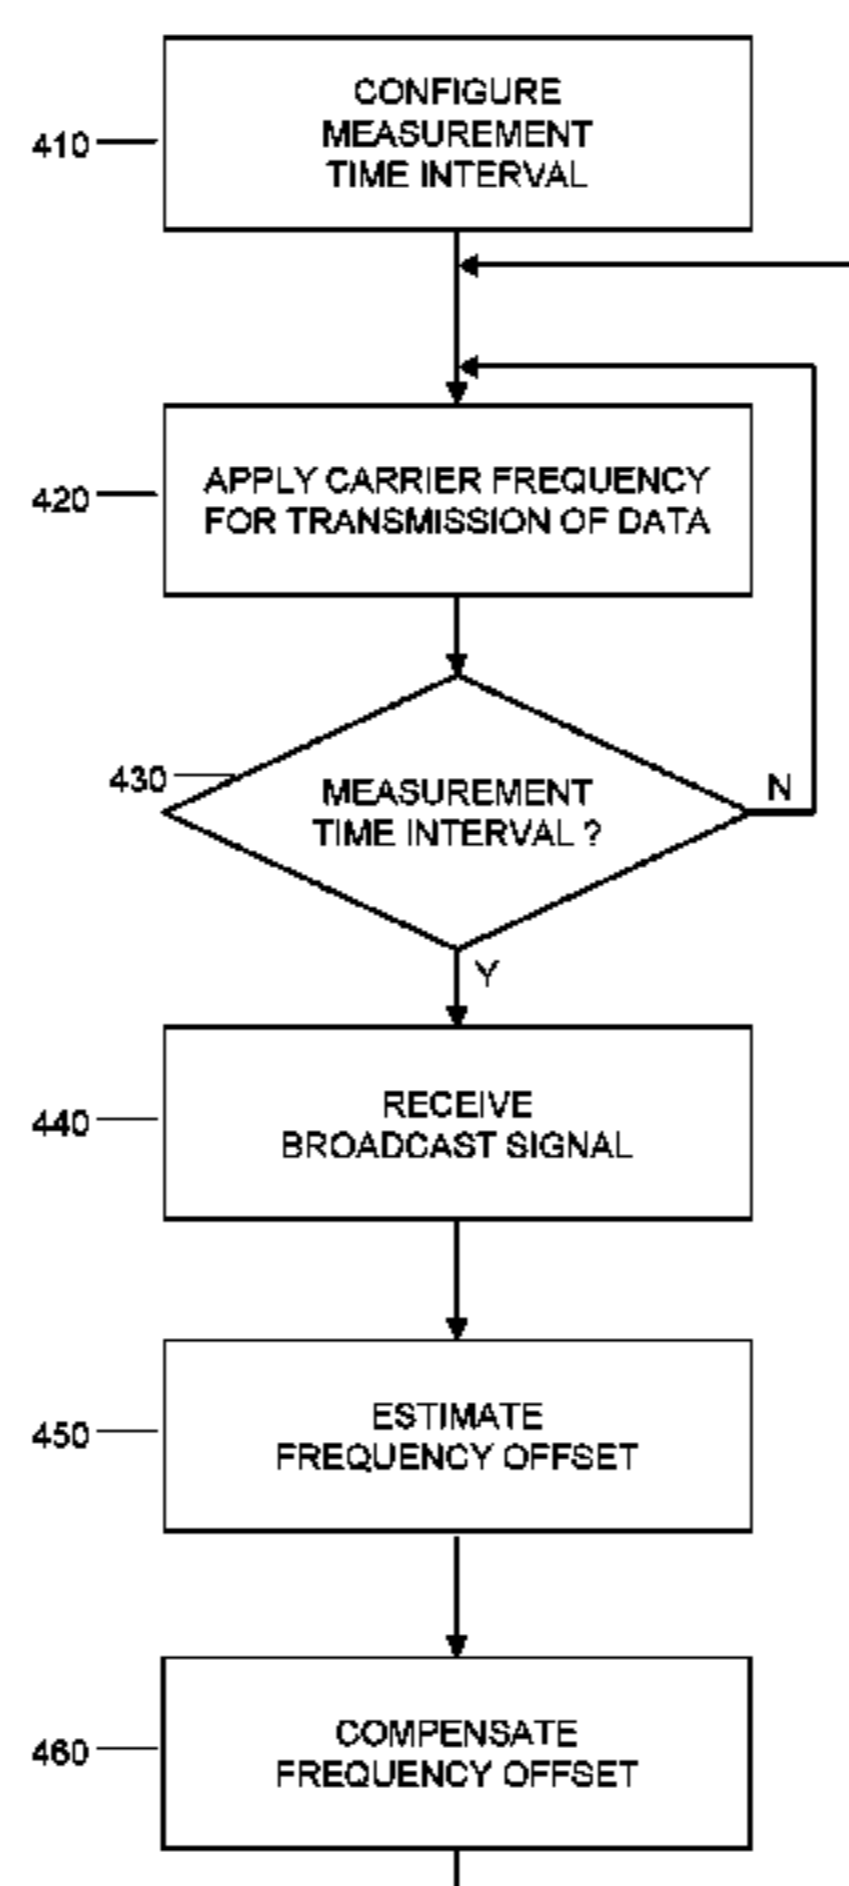 CONFIGURE
MEASUREMENT
TIME INTERVAL
410
APPLY CARRIER FREQUENCY
FOR TRANSMISSION OF DATA
420
430
MEASUREMENT
TIME INTERVAL ?
N
Y
RECEIVE
BROADCAST SIGNAL
440
ESTIMATE
FREQUENCY OFFSET
450
COMPENSATE
FREQUENCY OFFSET
460